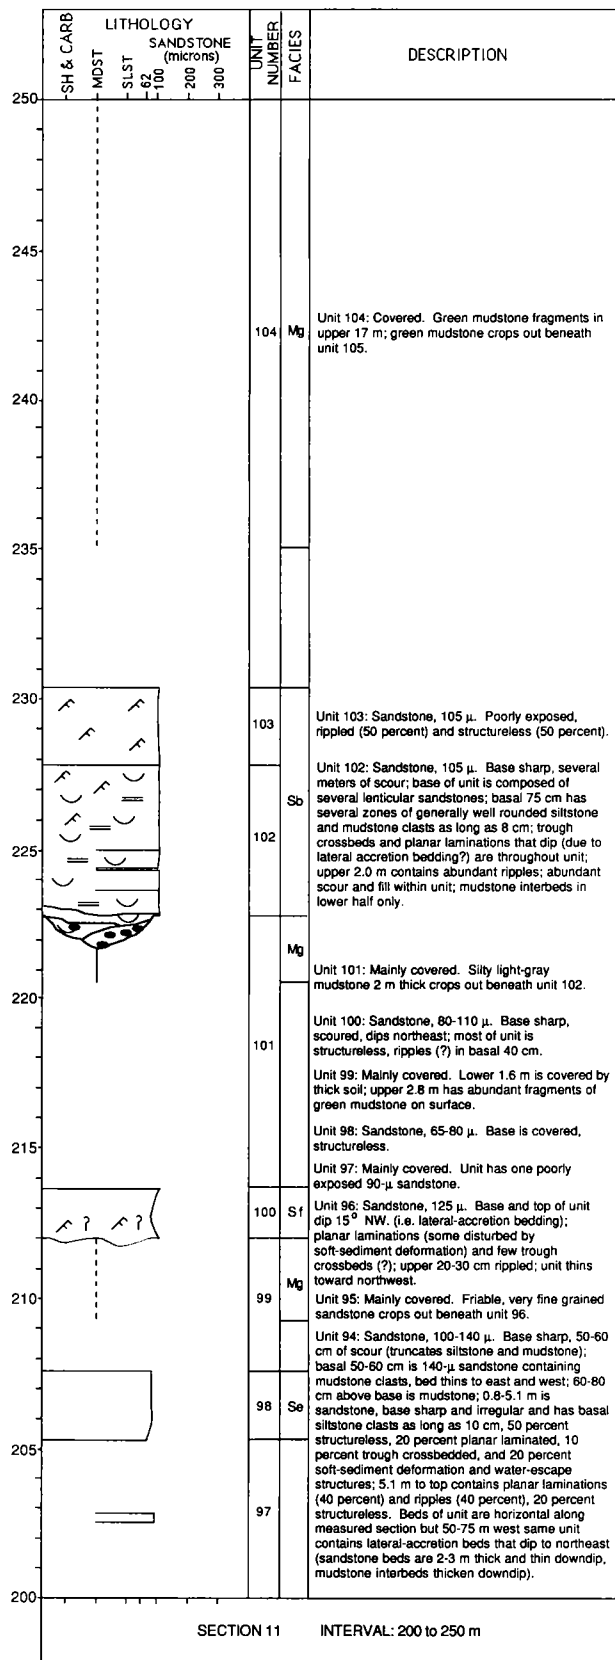 LITHOLOGY
SH & CARB
MDST
SLST
SANDSTONE
(microns)
62
100
200
300
UNIT
NUMBER
FACIES
DESCRIPTION
250
245
240
235
230
225
220
215
210
205
200
104
Mg
Unit 104: Covered. Green mudstone fragments in
upper 17 m; green mudstone crops out beneath
unit 105.
103
Unit 103: Sandstone, 105 µ. Poorly exposed,
rippled (50 percent) and structureless (50 percent).
Sb
102
Unit 102: Sandstone, 105 µ. Base sharp, several
meters of scour; base of unit is composed of
several lenticular sandstones; basal 75 cm has
several zones of generally well rounded siltstone
and mudstone clasts as long as 8 cm; trough
crossbeds and planar laminations that dip (due to
lateral accretion bedding?) are throughout unit;
upper 2.0 m contains abundant ripples; abundant
scour and fill within unit; mudstone interbeds in
lower half only.
Mg
101
Unit 101: Mainly covered. Silty light-gray
mudstone 2 m thick crops out beneath unit 102.
Unit 100: Sandstone, 80-110 µ. Base sharp,
scoured, dips northeast; most of unit is
structureless, ripples (?) in basal 40 cm.
Unit 99: Mainly covered. Lower 1.6 m is covered by
thick soil; upper 2.8 m has abundant fragments of
green mudstone on surface.
Unit 98: Sandstone, 65-80 µ. Base is covered,
structureless.
Unit 97: Mainly covered. Unit has one poorly
exposed 90-µ sandstone.
? ?
100
Sf
Unit 96: Sandstone, 125 µ. Base and top of unit
dip 15° NW. (i.e. lateral-accretion bedding);
planar laminations (some disturbed by
soft-sediment deformation) and few trough
crossbeds (?); upper 20-30 cm rippled; unit thins
toward northwest.
Mg
99
Unit 95: Mainly covered. Friable, very fine grained
sandstone crops out beneath unit 96.
98
Se
97
Unit 94: Sandstone, 100-140 µ. Base sharp, 50-60
cm of scour (truncates siltstone and mudstone);
basal 50-60 cm is 140-µ sandstone containing
mudstone clasts, bed thins to east and west; 60-80
cm above base is mudstone; 0.8-5.1 m is
sandstone, base sharp and irregular and has basal
siltstone clasts as long as 10 cm, 50 percent
structureless, 20 percent planar laminated, 10
percent trough crossbedded, and 20 percent
soft-sediment deformation and water-escape
structures; 5.1 m to top contains planar laminations
(40 percent) and ripples (40 percent), 20 percent
structureless. Beds of unit are horizontal along
measured section but 50-75 m west same unit
contains lateral-accretion beds that dip to northeast
(sandstone beds are 2-3 m thick and thin downdip,
mudstone interbeds thicken downdip).
SECTION 11 INTERVAL: 200 to 250 m